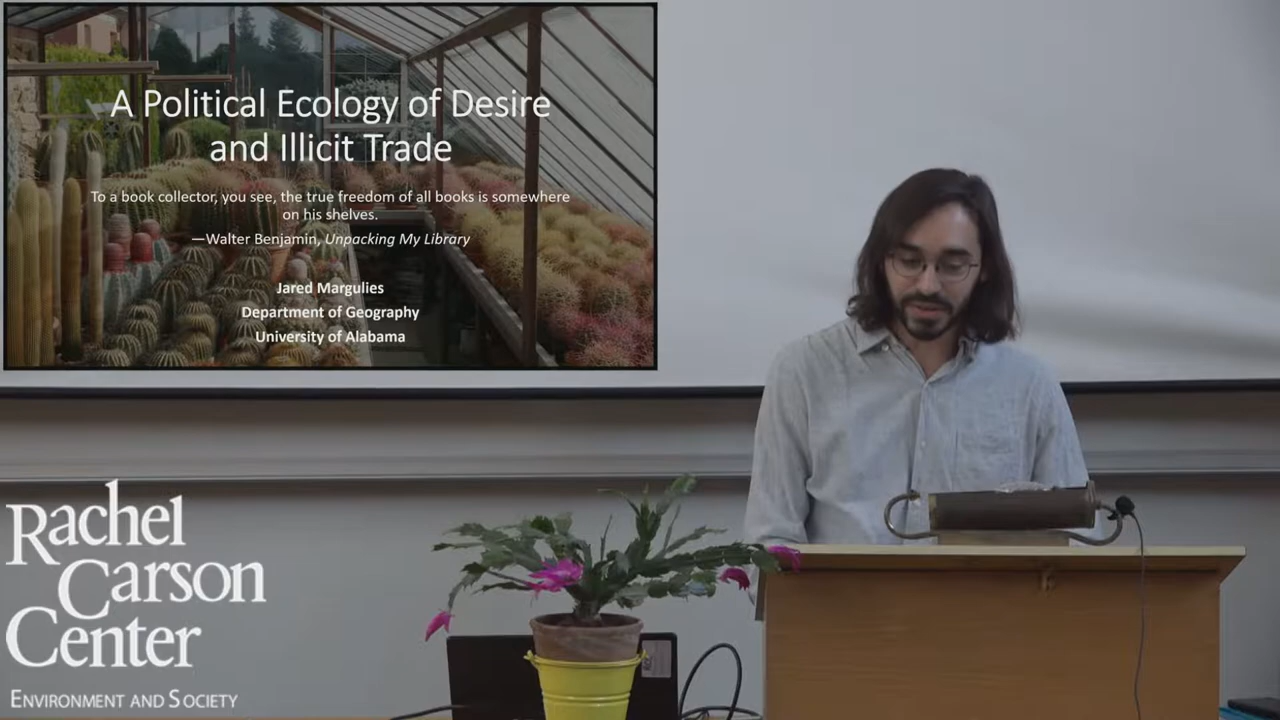 A Political Ecology of Desire
and Illicit Trade
To a book collector, you see, the true freedom of all books is somewhere
on his shelves.
—Walter Benjamin, Unpacking My Library
Jared Margulies
Department of Geography
University of Alabama
Rachel
Carson
Center
Environment and Society